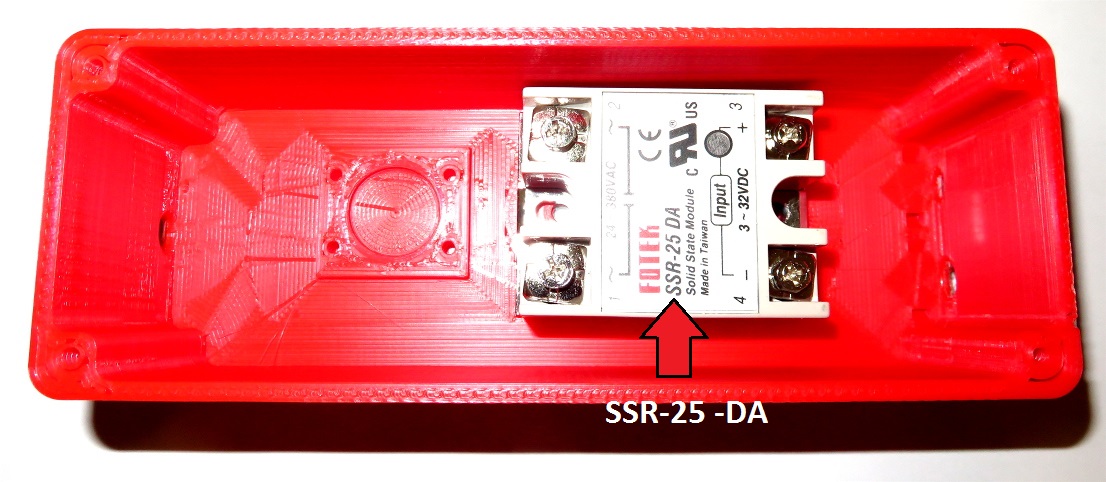 1 ~ 24 380VAC ~ 2
FOTEK
SSR-25 DA
Solid State Module
Made in Taiwan
CE
C RU® US
4 - Input + 3
3 ~ 32VDC
SSR-25 -DA